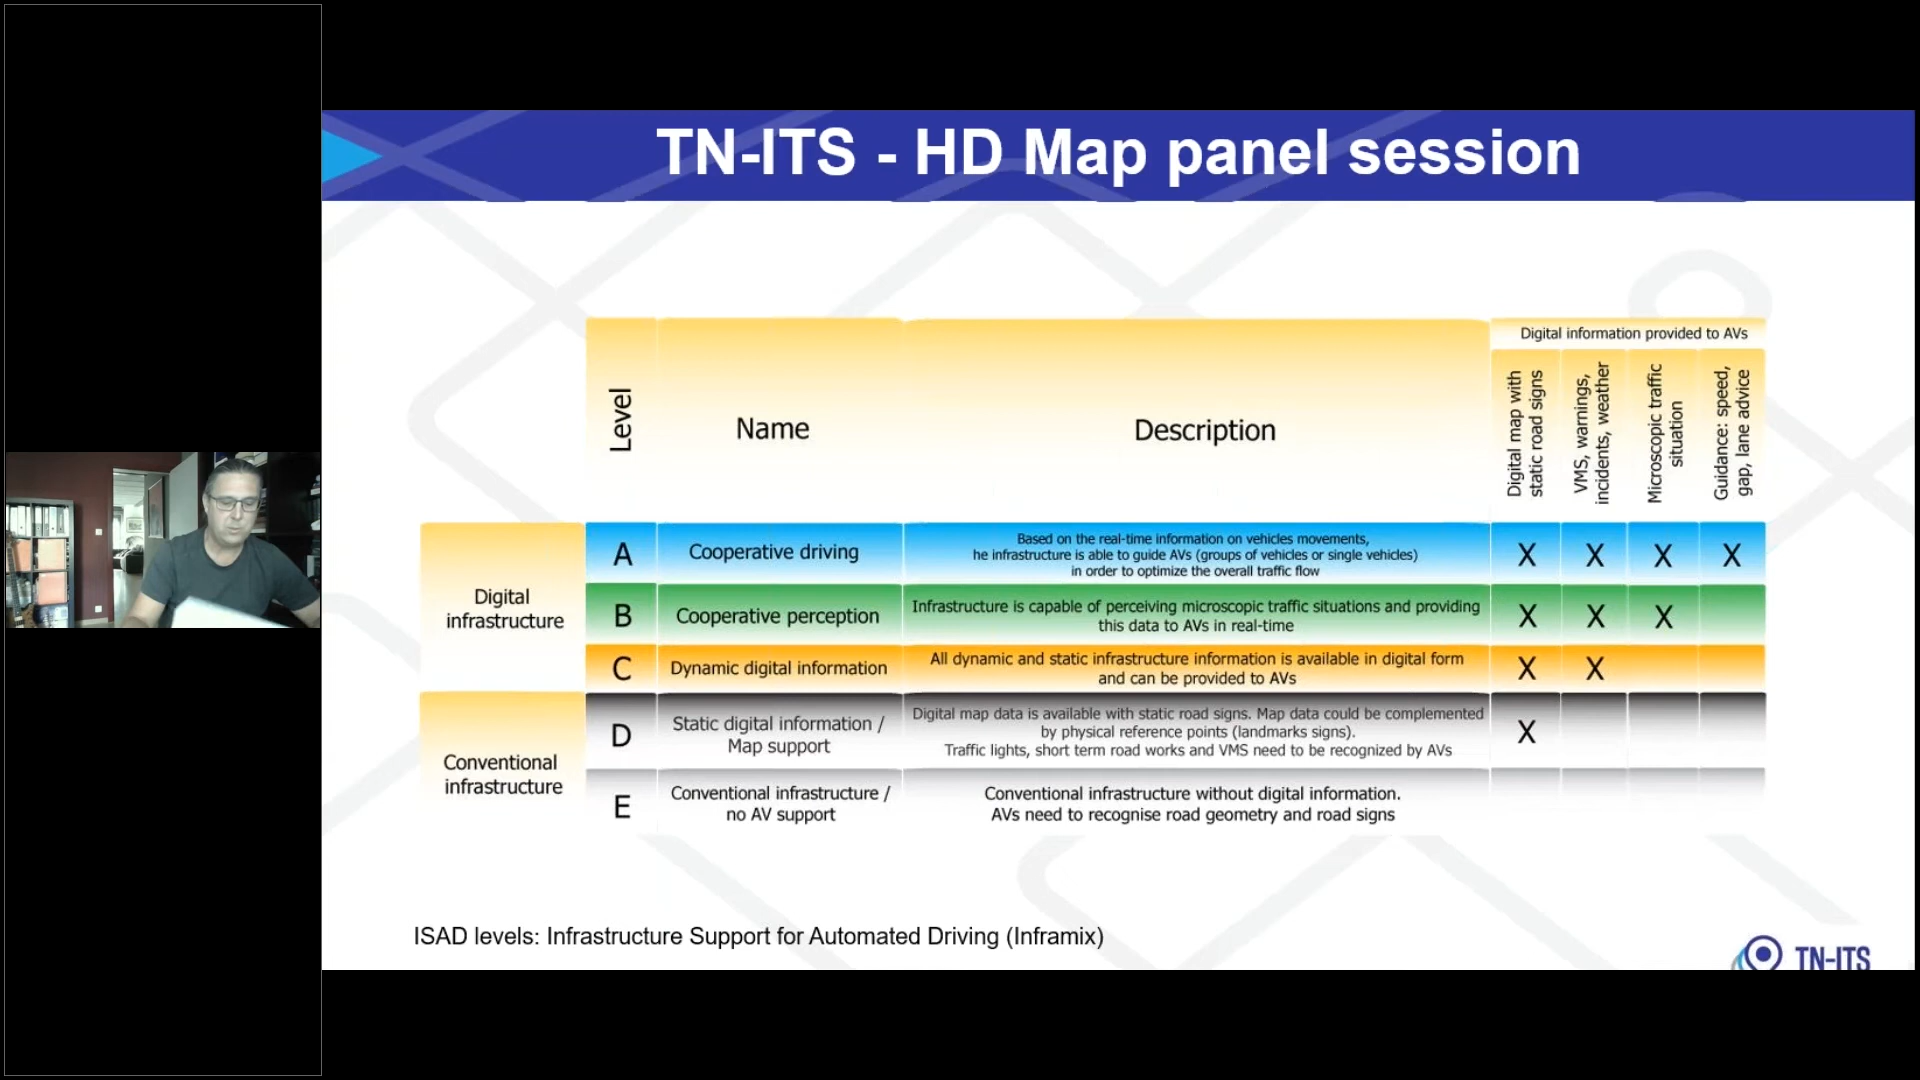 TN-ITS - HD Map panel session
Digital information provided to AVs
Level
Name
Description
Digital map with
static road signs
VMS, warnings,
incidents, weather
Microscopic traffic
situation
Guidance: speed,
gap, lane advice
Digital
infrastructure
A
Cooperative driving
Based on the real-time information on vehicles movements,
he infrastructure is able to guide AVs (groups of vehicles or single vehicles)
in order to optimize the overall traffic flow
X X X X
B
Cooperative perception
Infrastructure is capable of perceiving microscopic traffic situations and providing
this data to AVs in real-time
X X X
C
Dynamic digital information
All dynamic and static infrastructure information is available in digital form
and can be provided to AVs
X X
Conventional
infrastructure
D
Static digital information /
Map support
Digital map data is available with static road signs. Map data could be complemented
by physical reference points (landmarks signs).
Traffic lights, short term road works and VMS need to be recognized by AVs
X
E
Conventional infrastructure /
no AV support
Conventional infrastructure without digital information.
AVs need to recognise road geometry and road signs
ISAD levels: Infrastructure Support for Automated Driving (Inframix)
TN-ITS